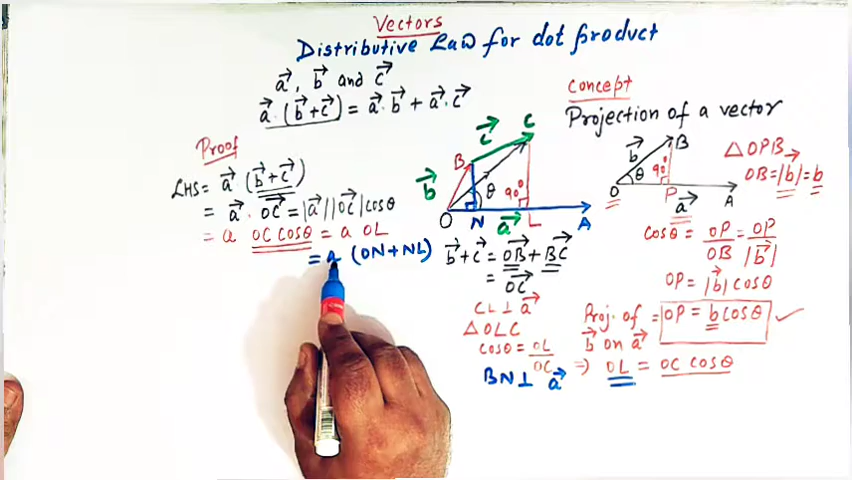 Vectors
Distributive Law for dot product
a⃗, b⃗ and c⃗
a⃗·(b⃗+c⃗) = a⃗·b⃗ + a⃗·c⃗
Proof
LHS = a⃗ (b⃗+c⃗)
= a⃗· OC⃗ = |a⃗||OC⃗|cosθ
= a OC cosθ = a OL
= a (ON + NL)
c⃗ C
b⃗ B
θ 90°
O N L A
a⃗
b⃗+c⃗ = OB⃗ + BC⃗
= OC⃗
CL⊥a⃗
△OLC
cosθ = OL/OC
BN⊥ a⃗
⇒ OL = OC cosθ
Concept
Projection of a vector
b⃗ B
θ 90°
O P A
a⃗
△OPB
OB⃗ = |b⃗| = b
cosθ = OP/OB = OP/|b⃗|
OP = |b⃗| cosθ
Proj. of b⃗ on a⃗ = OP = b cosθ